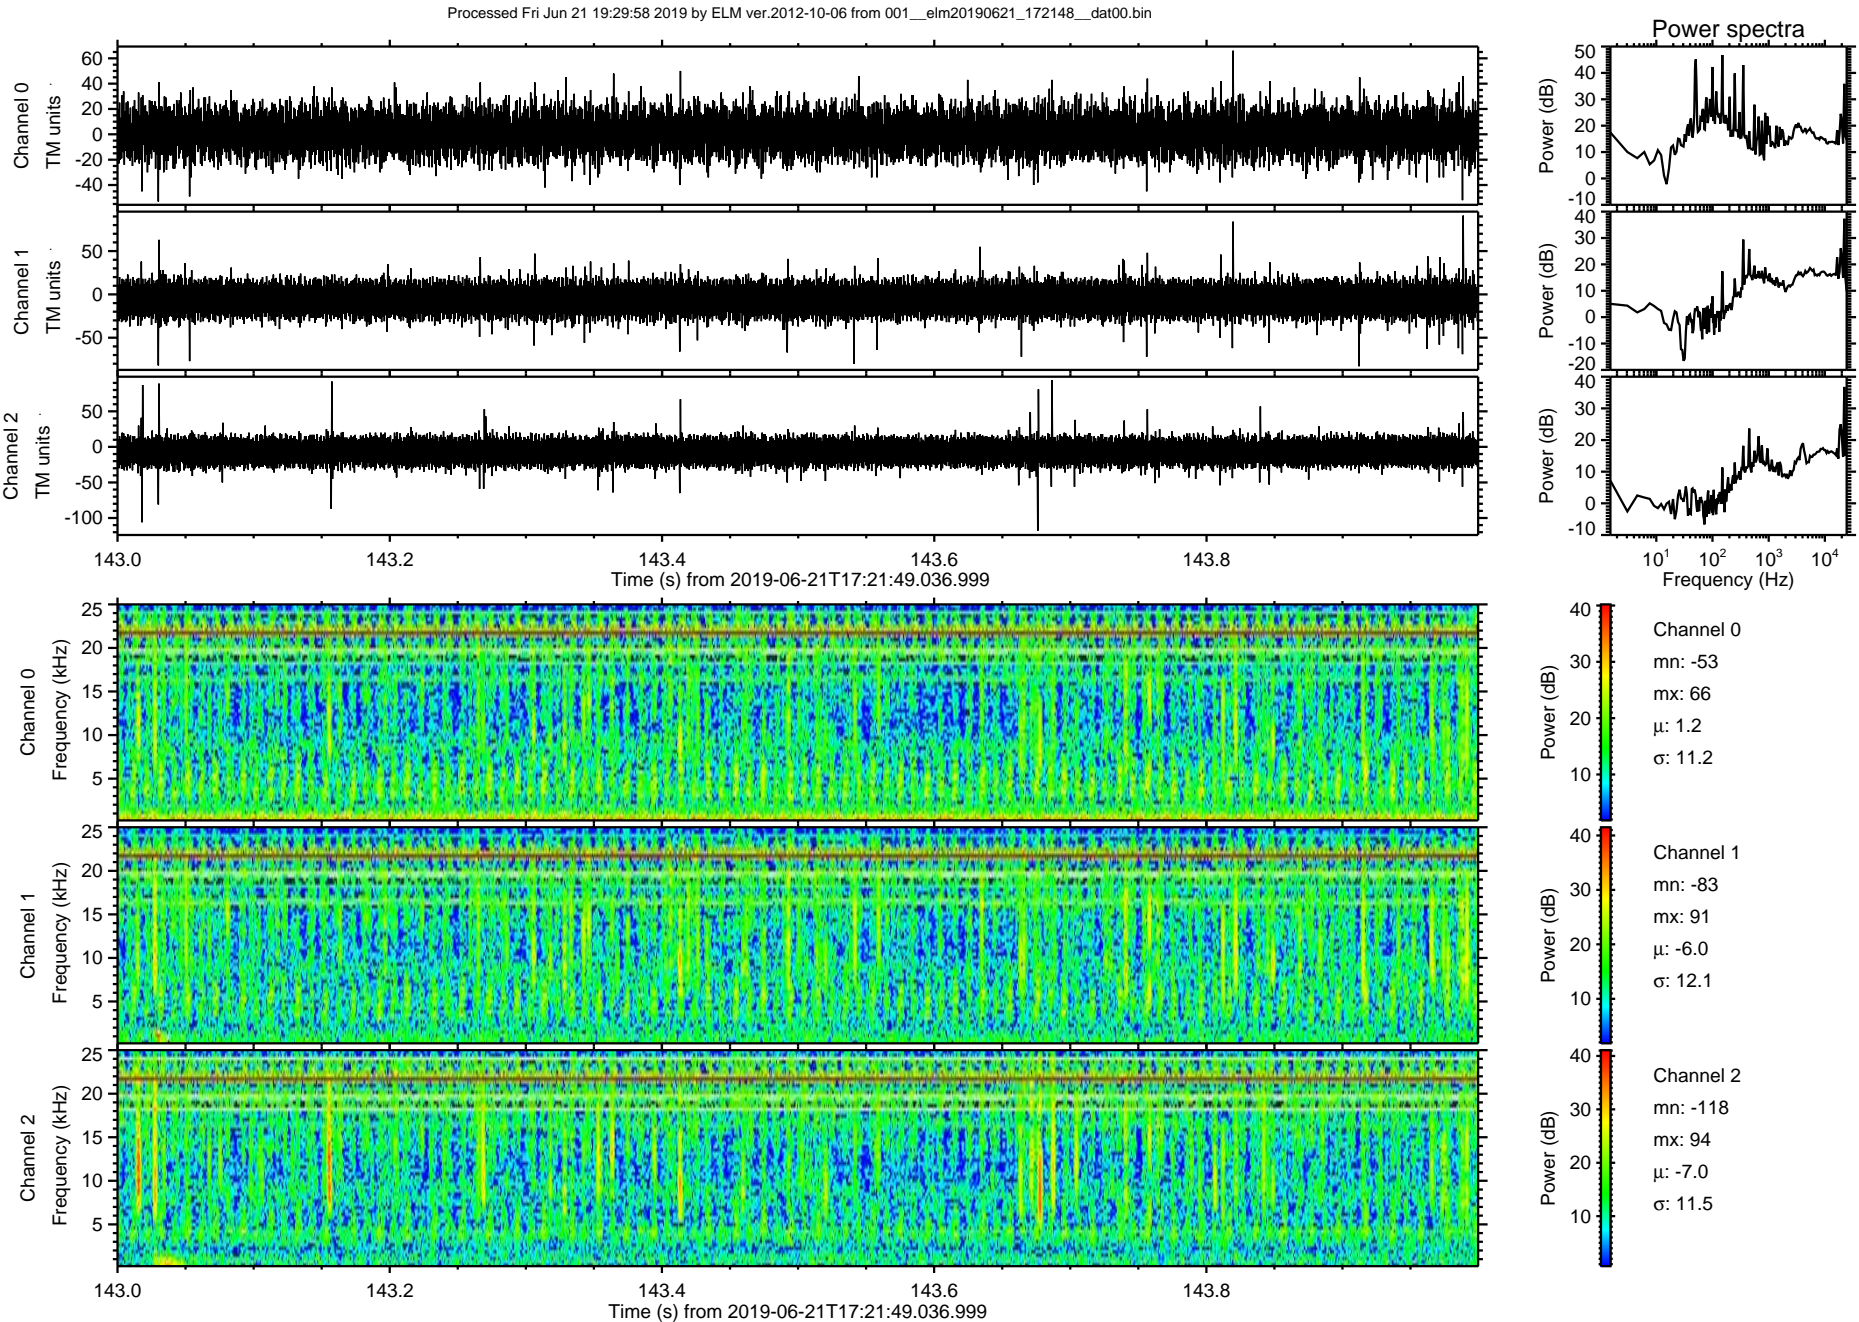 Processed Fri Jun 21 19:29:58 2019 by ELM ver.2012-10-06 from 001__elm20190621_172148__dat00.bin
Power spectra
Channel 0
TM units
60
40
20
0
-20
-40
Power (dB)
50
40
30
20
10
0
-10
Channel 1
TM units
50
0
-50
Power (dB)
40
30
20
10
0
-10
-20
Channel 2
TM units
50
0
-50
-100
Power (dB)
40
30
20
10
0
-10
143.0 143.2 143.4 143.6 143.8
Time (s) from 2019-06-21T17:21:49.036.999
10¹ 10² 10³ 10⁴
Frequency (Hz)
Channel 0
Frequency (kHz)
25
20
15
10
5
Power (dB)
40
30
20
10
Channel 0
mn: -53
mx: 66
μ: 1.2
σ: 11.2
Channel 1
Frequency (kHz)
25
20
15
10
5
Power (dB)
40
30
20
10
Channel 1
mn: -83
mx: 91
μ: -6.0
σ: 12.1
Channel 2
Frequency (kHz)
25
20
15
10
5
Power (dB)
40
30
20
10
Channel 2
mn: -118
mx: 94
μ: -7.0
σ: 11.5
143.0 143.2 143.4 143.6 143.8
Time (s) from 2019-06-21T17:21:49.036.999